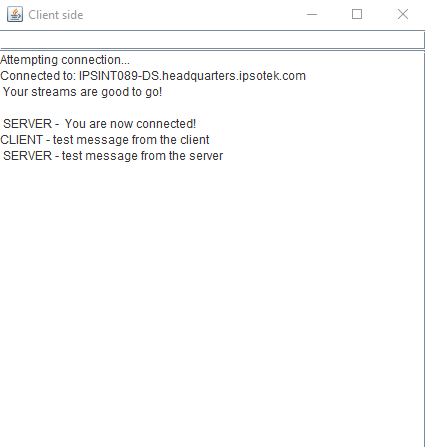 Client side
Attempting connection...
Connected to: IPSINT089-DS.headquarters.ipsotek.com
Your streams are good to go!
SERVER - You are now connected!
CLIENT - test message from the client
SERVER - test message from the server